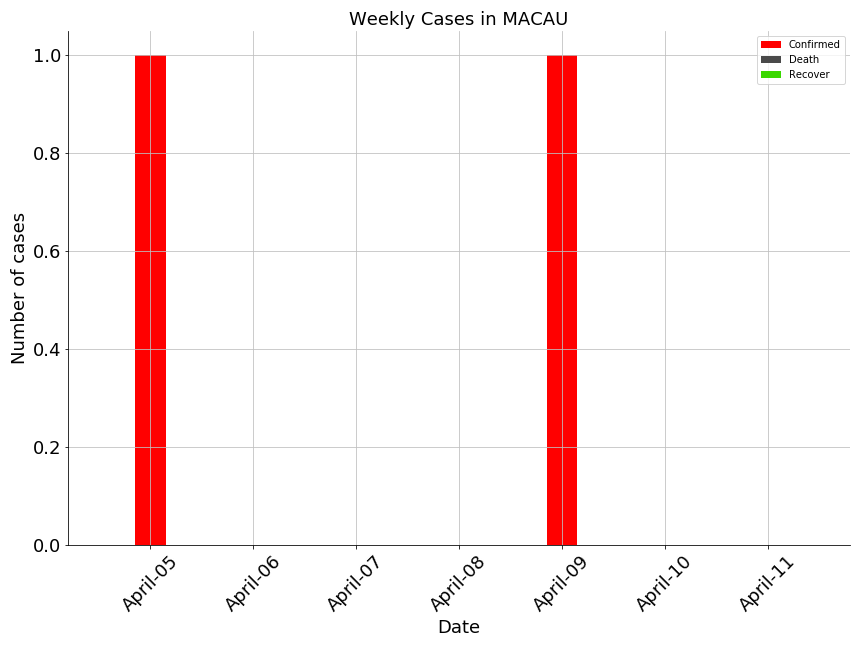 Weekly Cases in MACAU
Confirmed
Death
Recover
1.0
0.8
0.6
0.4
0.2
0.0
Number of cases
April-05
April-06
April-07
April-08
April-09
April-10
April-11
Date